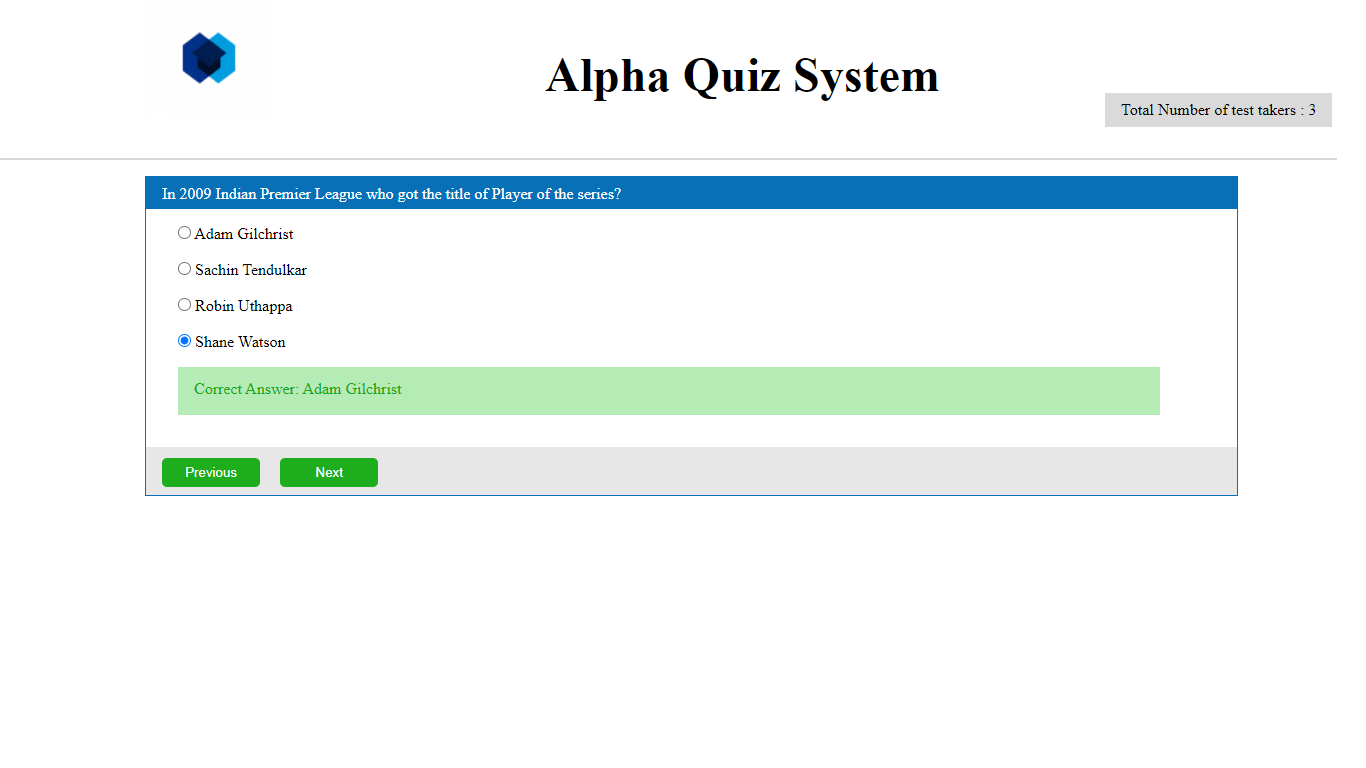 Alpha Quiz System
Total Number of test takers : 3
In 2009 Indian Premier League who got the title of Player of the series?
Adam Gilchrist
Sachin Tendulkar
Robin Uthappa
Shane Watson
Correct Answer: Adam Gilchrist
Previous
Next